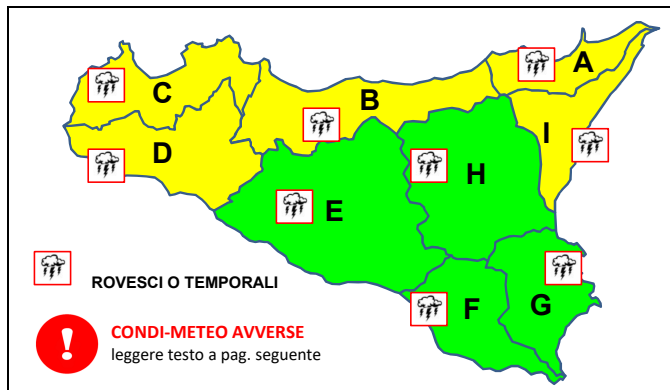 A
C
B
I
D
H
E
ROVESCI O TEMPORALI
F
G
!
CONDI-METEO AVVERSE
leggere testo a pag. seguente